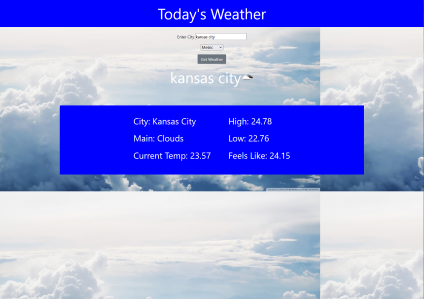 Today's Weather
Enter City kansas city
Metric
Get Weather
kansas city
City: Kansas City
High: 24.78
Main: Clouds
Low: 22.76
Current Temp: 23.57
Feels Like: 24.15